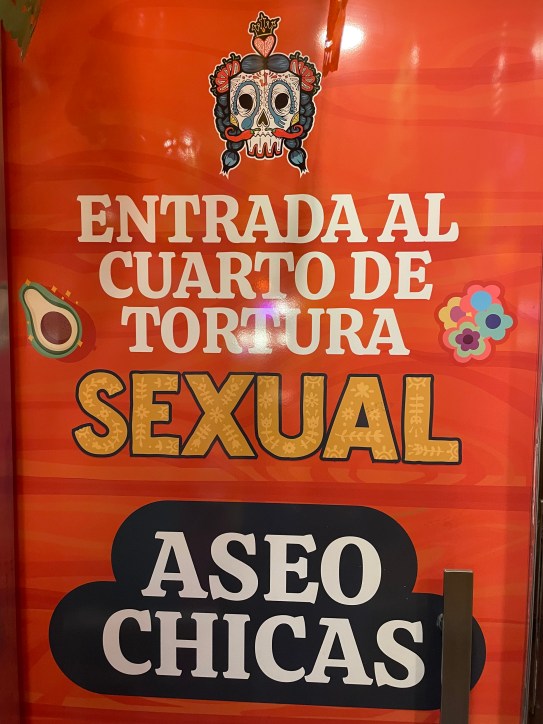 ENTRADA AL
CUARTO DE
TORTURA
SEXUAL
ASEO
CHICAS